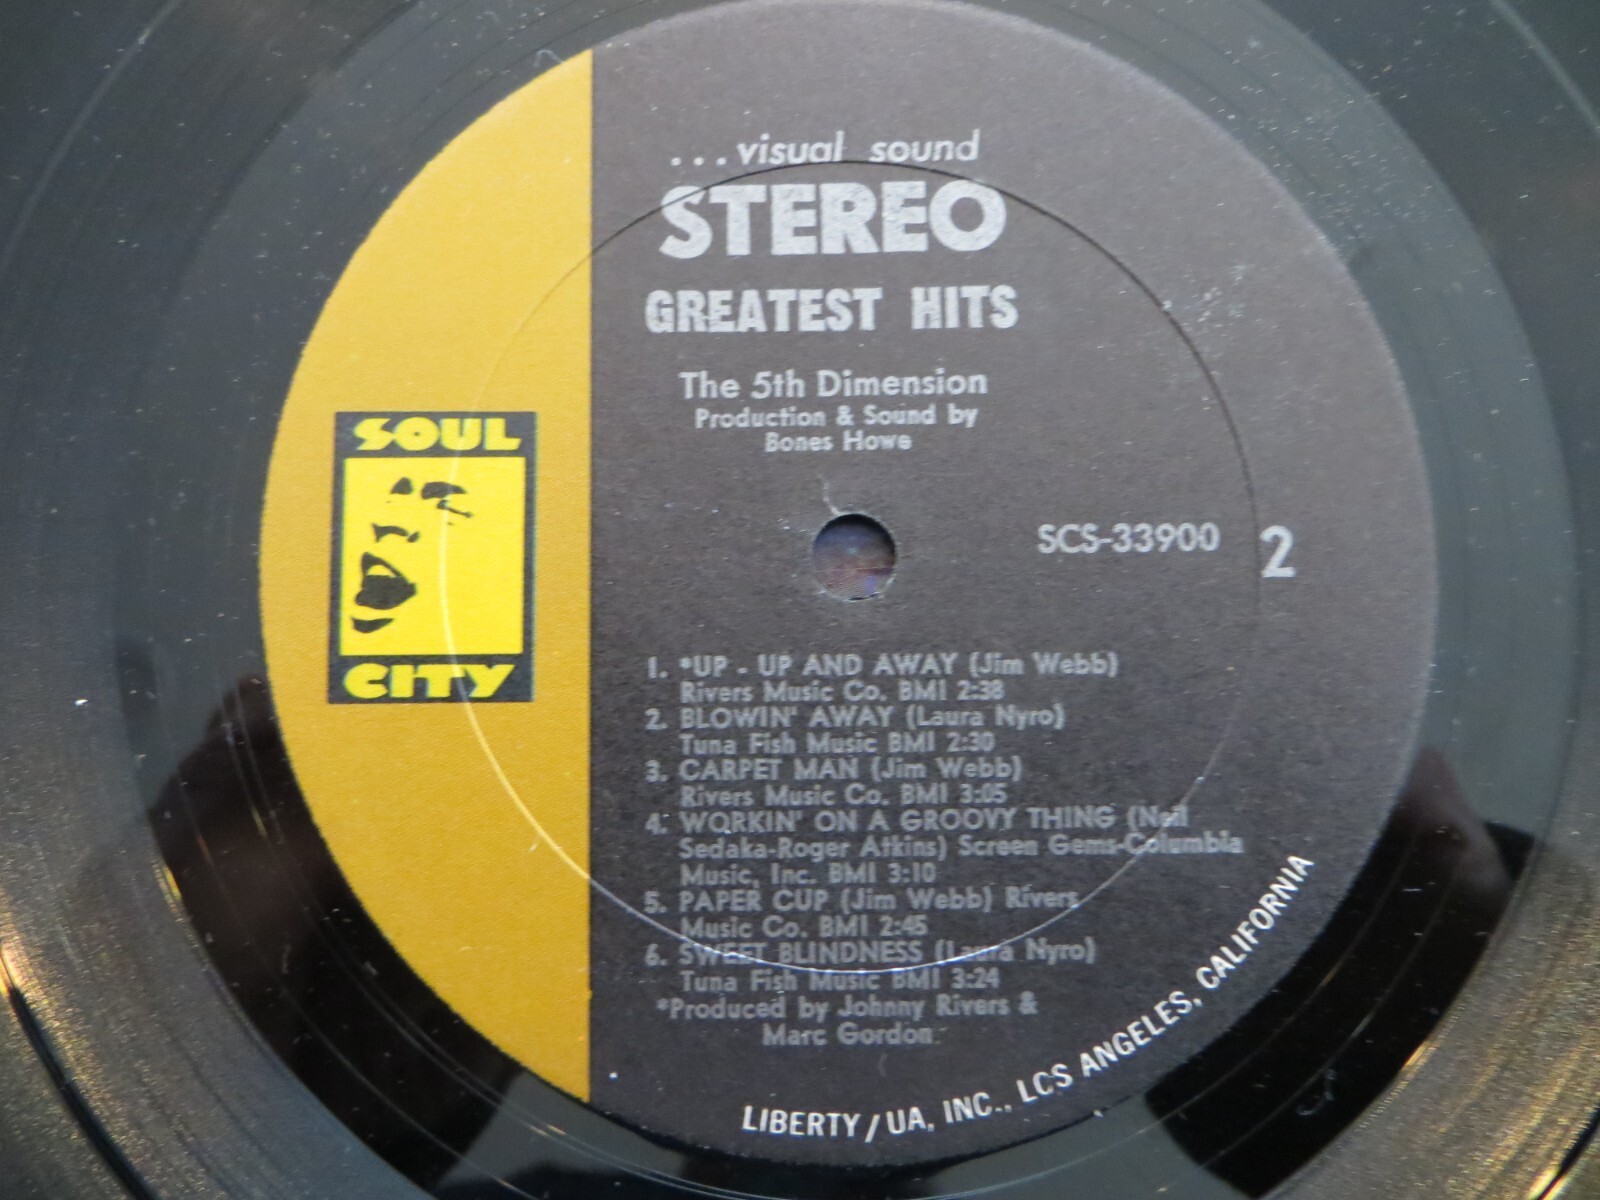 ...visual sound
STEREO
GREATEST HITS
The 5th Dimension
Production & Sound by
Bones Howe
SOUL
CITY
SCS-33900
2
1. *UP - UP AND AWAY (Jim Webb)
Rivers Music Co. BMI 2:38
2. BLOWIN' AWAY (Laura Nyro)
Tuna Fish Music BMI 2:30
3. CARPET MAN (Jim Webb)
Rivers Music Co. BMI 3:05
4. WORKIN' ON A GROOVY THING (Neil
Sedaka-Roger Atkins) Screen Gems-Columbia
Music, Inc. BMI 3:10
5. PAPER CUP (Jim Webb) Rivers
Music Co. BMI 2:45
6. SWEET BLINDNESS (Laura Nyro)
Tuna Fish Music BMI 3:24
*Produced by Johnny Rivers &
Marc Gordon
LIBERTY/UA, INC., LOS ANGELES, CALIFORNIA